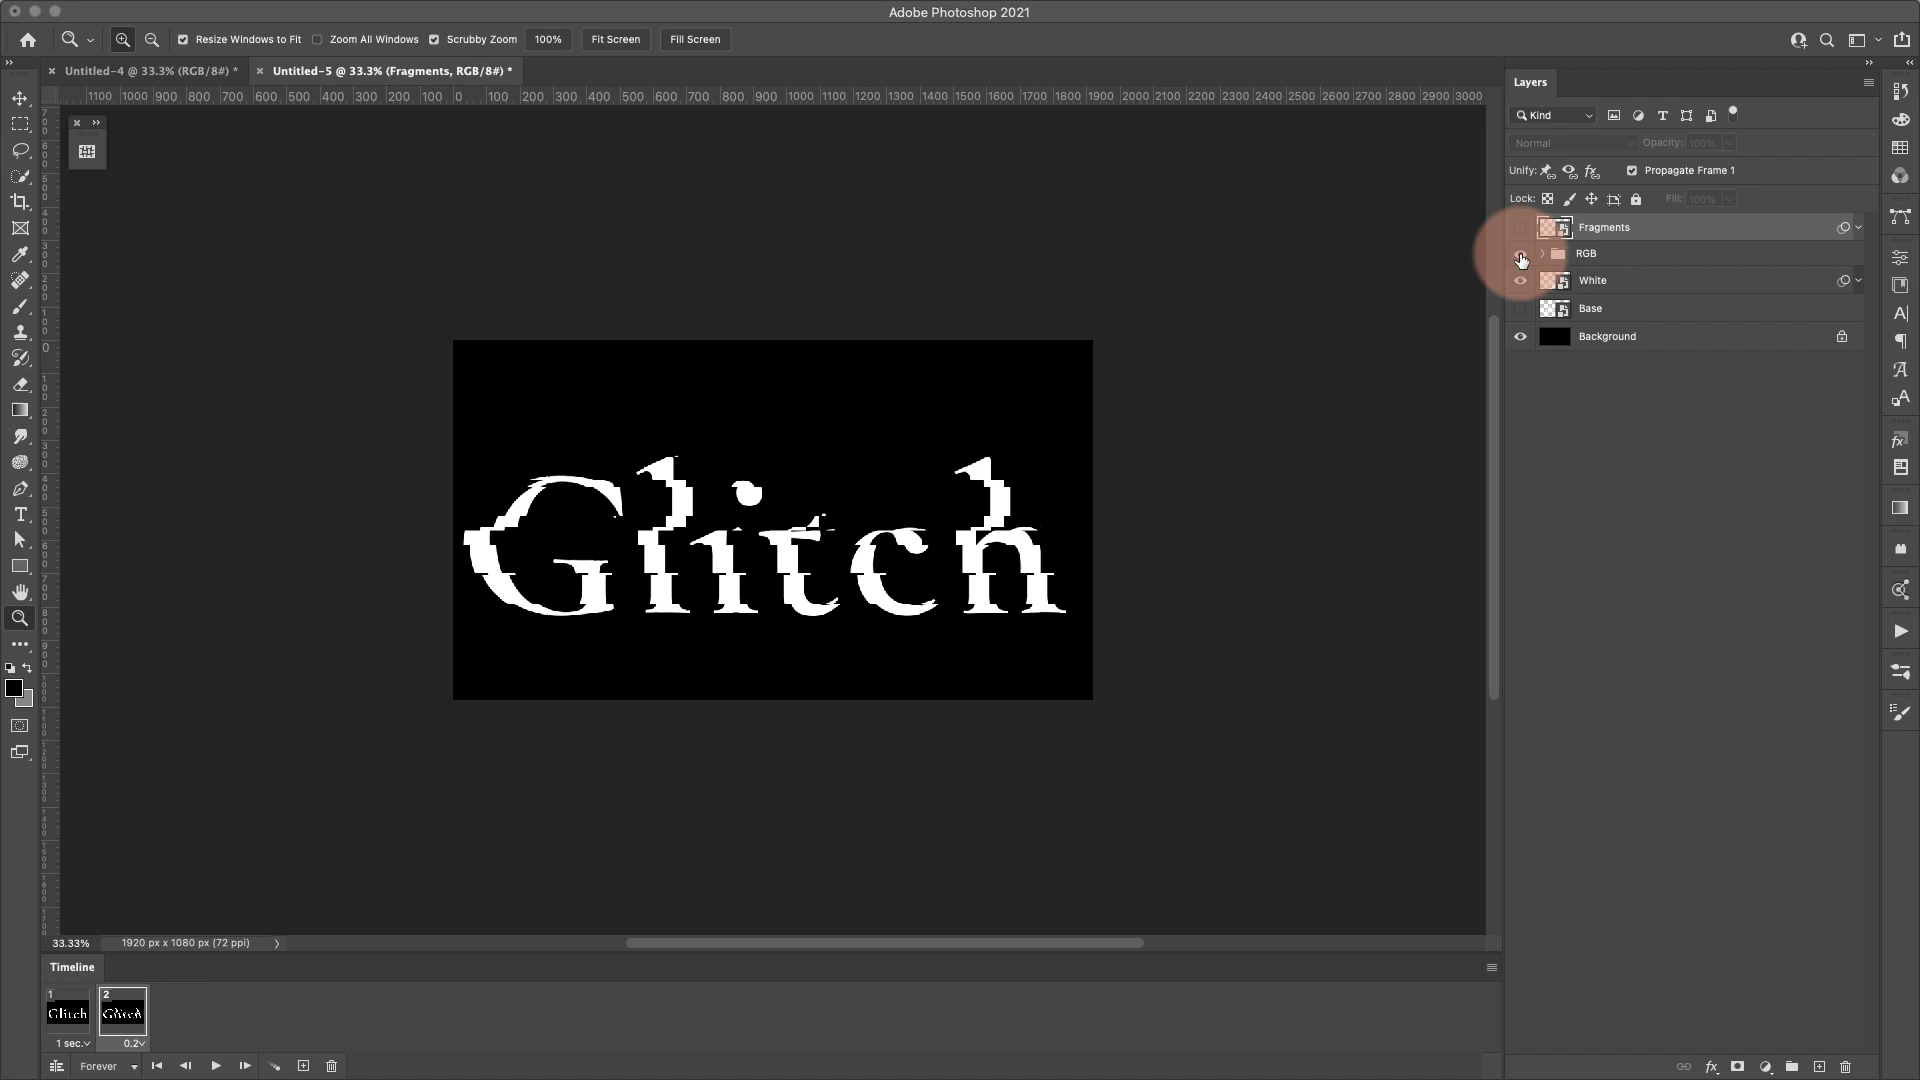 Adobe Photoshop 2021
Resize Windows to Fit Zoom All Windows Scrubby Zoom 100% Fit Screen Fill Screen
Untitled-4 @ 33.3% (RGB/8#) * Untitled-5 @ 33.3% (Fragments, RGB/8#) *
1100 1000 900 800 700 600 500 400 300 200 100 0 100 200 300 400 500 600 700 800 900 1000 1100 1200 1300 1400 1500 1600 1700 1800 1900 2000 2100 2200 2300 2400 2500 2600 2700 2800 2900 3000
Layers
Kind
Normal Opacity: 100%
Unify: Propagate Frame 1
Lock: Fill: 100%
Fragments
RGB
White
Base
Background
Glitch
33.33% 1920 px x 1080 px (72 ppi)
Timeline
1 2
Glitch Glitch
1 sec. 0.2
Forever